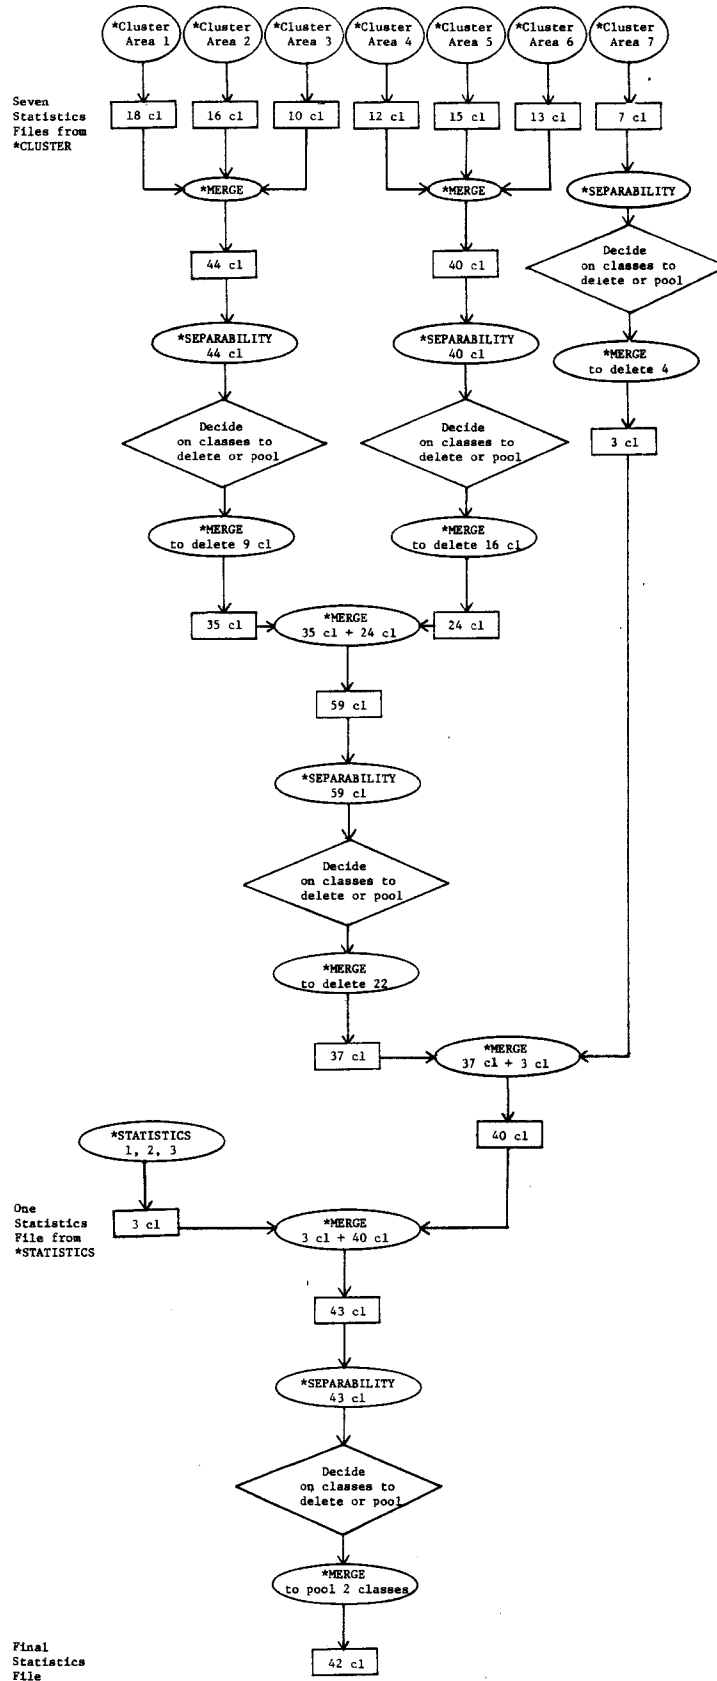 *Cluster
Area 1
*Cluster
Area 2
*Cluster
Area 3
*Cluster
Area 4
*Cluster
Area 5
*Cluster
Area 6
*Cluster
Area 7
Seven
Statistics
Files from
*CLUSTER
18 cl
16 cl
10 cl
12 cl
15 cl
13 cl
7 cl
*MERGE
*MERGE
*SEPARABILITY
44 cl
40 cl
Decide
on classes to
delete or pool
*SEPARABILITY
44 cl
*SEPARABILITY
40 cl
*MERGE
to delete 4
Decide
on classes to
delete or pool
Decide
on classes to
delete or pool
3 cl
*MERGE
to delete 9 cl
*MERGE
to delete 16 cl
35 cl
*MERGE
35 cl + 24 cl
24 cl
59 cl
*SEPARABILITY
59 cl
Decide
on classes to
delete or pool
*MERGE
to delete 22
37 cl
*MERGE
37 cl + 3 cl
40 cl
*STATISTICS
1, 2, 3
One
Statistics
File from
*STATISTICS
3 cl
*MERGE
3 cl + 40 cl
43 cl
*SEPARABILITY
43 cl
Decide
on classes to
delete or pool
*MERGE
to pool 2 classes
Final
Statistics
File
42 cl